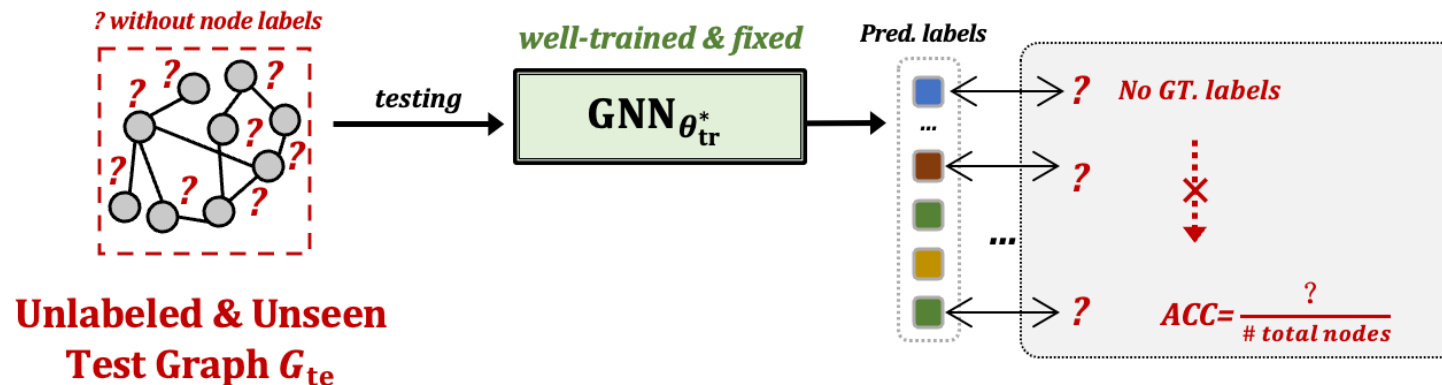 ? without node labels
?
?
?
?
?
?
?
?
?
Unlabeled & Unseen
Test Graph G_te
testing
well-trained & fixed
GNN_θ*_tr
Pred. labels
...
...
? No GT. labels
?
?
ACC= ? / # total nodes